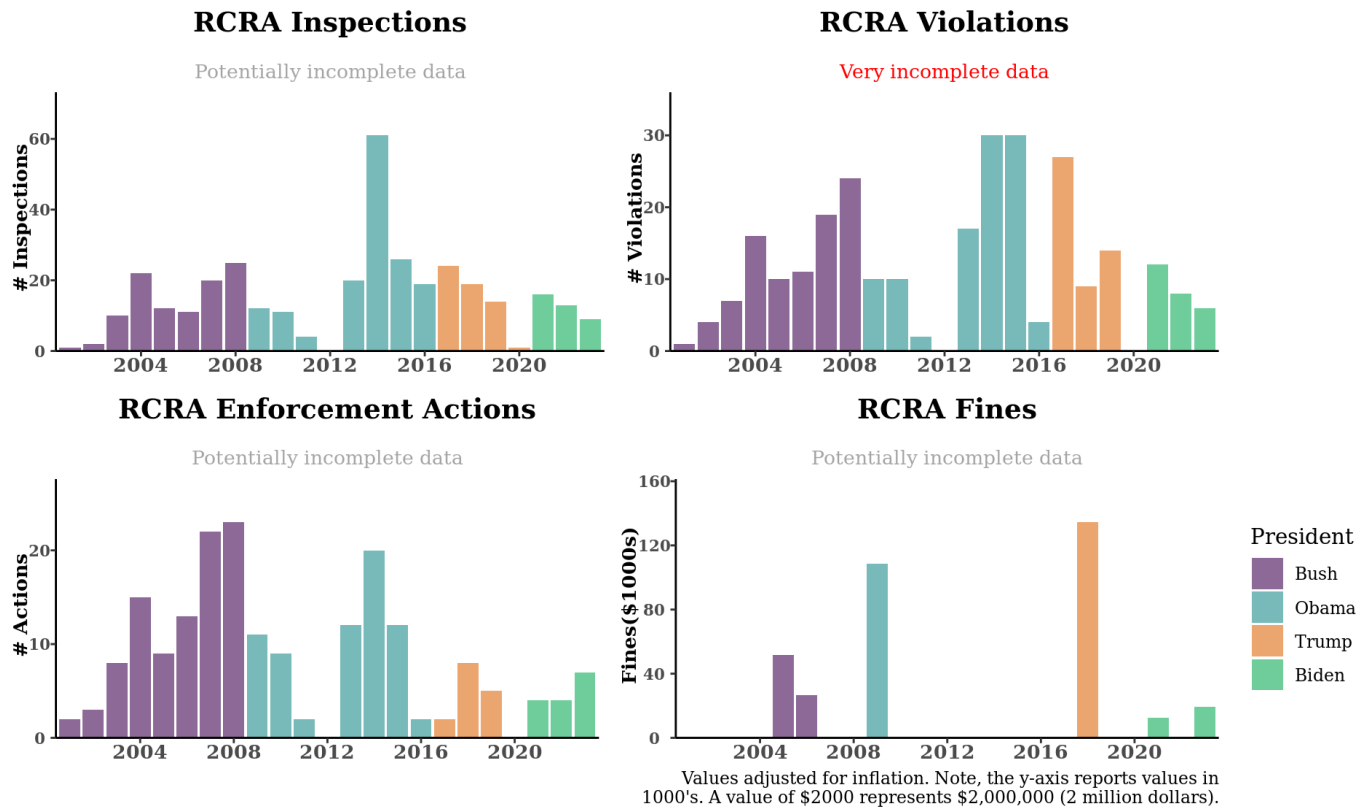 RCRA Inspections
Potentially incomplete data
# Inspections
60
40
20
0
2004 2008 2012 2016 2020
RCRA Violations
Very incomplete data
# Violations
30
20
10
0
2004 2008 2012 2016 2020
RCRA Enforcement Actions
Potentially incomplete data
# Actions
20
10
0
2004 2008 2012 2016 2020
RCRA Fines
Potentially incomplete data
Fines($1000s)
160
120
80
40
0
2004 2008 2012 2016 2020
Values adjusted for inflation. Note, the y-axis reports values in
1000's. A value of $2000 represents $2,000,000 (2 million dollars).
President
Bush
Obama
Trump
Biden